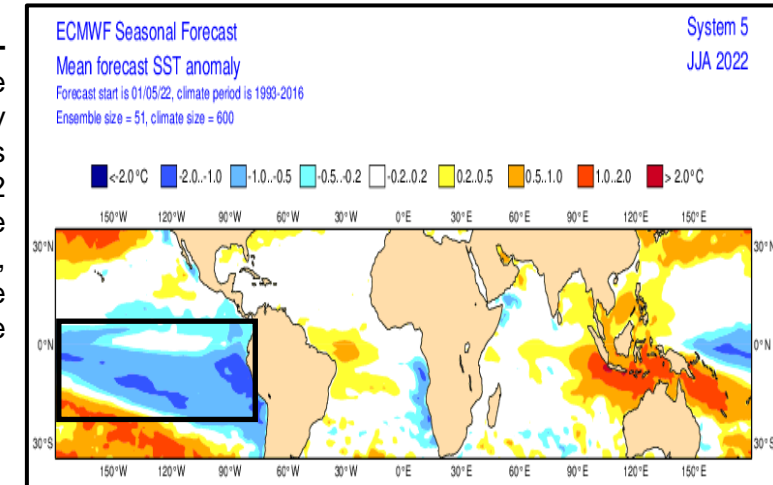 ECMWF Seasonal Forecast
System 5
Mean forecast SST anomaly
JJA 2022
Forecast start is 01/05/22, climate period is 1993-2016
Ensemble size = 51, climate size = 600
<-2.0°C -2.0..-1.0 -1.0..-0.5 -0.5..-0.2 -0.2..0.2 0.2..0.5 0.5..1.0 1.0..2.0 > 2.0°C
150°W 120°W 90°W 60°W 30°W 0°E 30°E 60°E 90°E 120°E 150°E
30°N 30°N
0°N 0°N
30°S 30°S
150°W 120°W 90°W 60°W 30°W 0°E 30°E 60°E 90°E 120°E 150°E